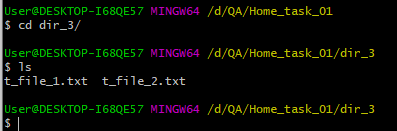 User@DESKTOP-I68QE57 MINGW64 /d/QA/Home_task_01
$ cd dir_3/
User@DESKTOP-I68QE57 MINGW64 /d/QA/Home_task_01/dir_3
$ ls
t_file_1.txt  t_file_2.txt
User@DESKTOP-I68QE57 MINGW64 /d/QA/Home_task_01/dir_3
$